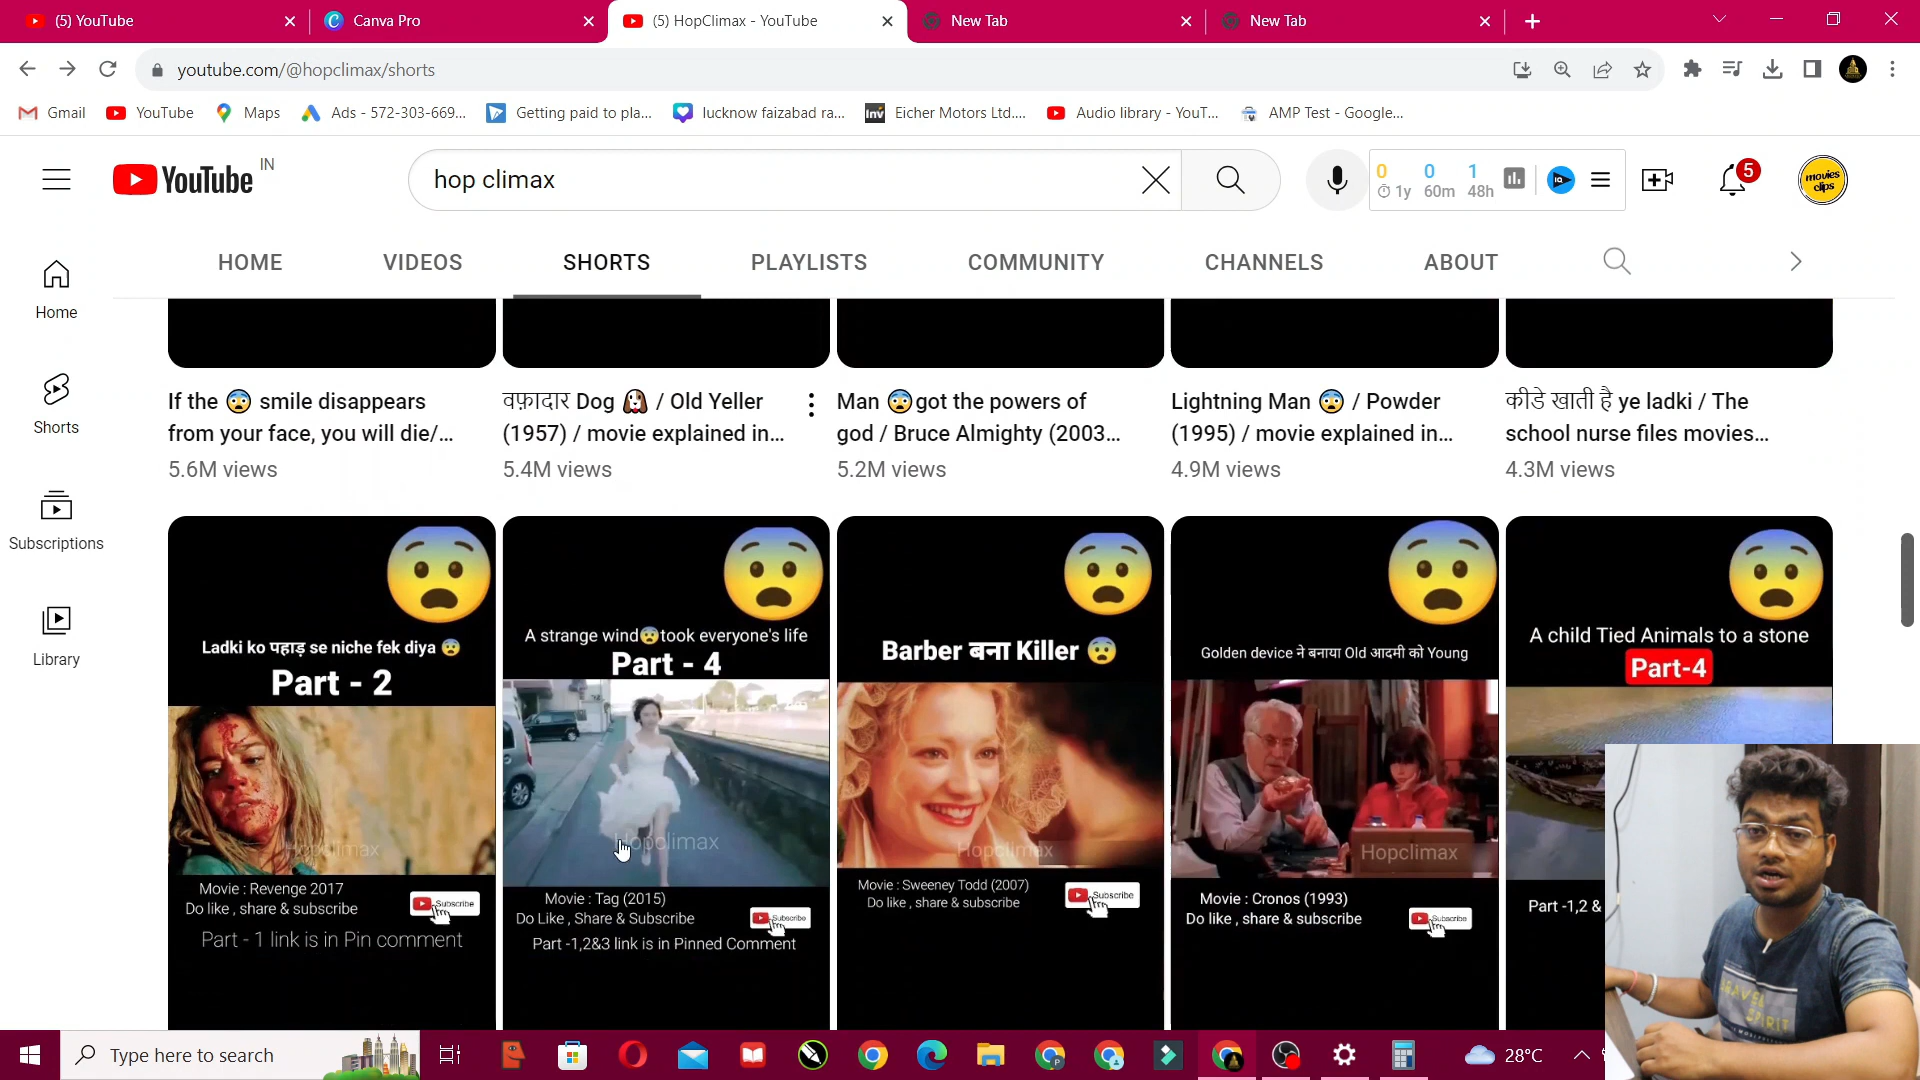 (5) YouTube
Canva Pro
(5) HopClimax - YouTube
New Tab
New Tab
youtube.com/@hopclimax/shorts
Gmail
YouTube
Maps
Ads - 572-303-669...
Getting paid to pla...
lucknow faizabad ra...
Eicher Motors Ltd....
Audio library - YouT...
AMP Test - Google...
YouTube IN
hop climax
0 0 1
1y 60m 48h
5
movies clips
HOME
VIDEOS
SHORTS
PLAYLISTS
COMMUNITY
CHANNELS
ABOUT
Home
Shorts
Subscriptions
Library
If the 😨 smile disappears
from your face, you will die/...
5.6M views
वफ़ादार Dog 🐶 / Old Yeller
(1957) / movie explained in...
5.4M views
Man 😨got the powers of
god / Bruce Almighty (2003...
5.2M views
Lightning Man 😨 / Powder
(1995) / movie explained in...
4.9M views
कीडे खाती है ye ladki / The
school nurse files movies...
4.3M views
Ladki ko पहाड़ से niche fek diya 😨
Part - 2
Hopclimax
Movie : Revenge 2017
Do like , share & subscribe
Subscribe
Part - 1 link is in Pin comment
A strange wind😨took everyone's life
Part - 4
Hopclimax
Movie : Tag (2015)
Do Like , Share & Subscribe
Subscribe
Part -1,2&3 link is in Pinned Comment
Barber बना Killer 😨
Hopclimax
Movie : Sweeney Todd (2007)
Do like , share & subscribe
Subscribe
Golden device ने बनाया Old आदमी को Young
Hopclimax
Movie : Cronos (1993)
Do like , share & subscribe
Subscribe
A child Tied Animals to a stone
Part-4
Part -1,2 &
Type here to search
28°C